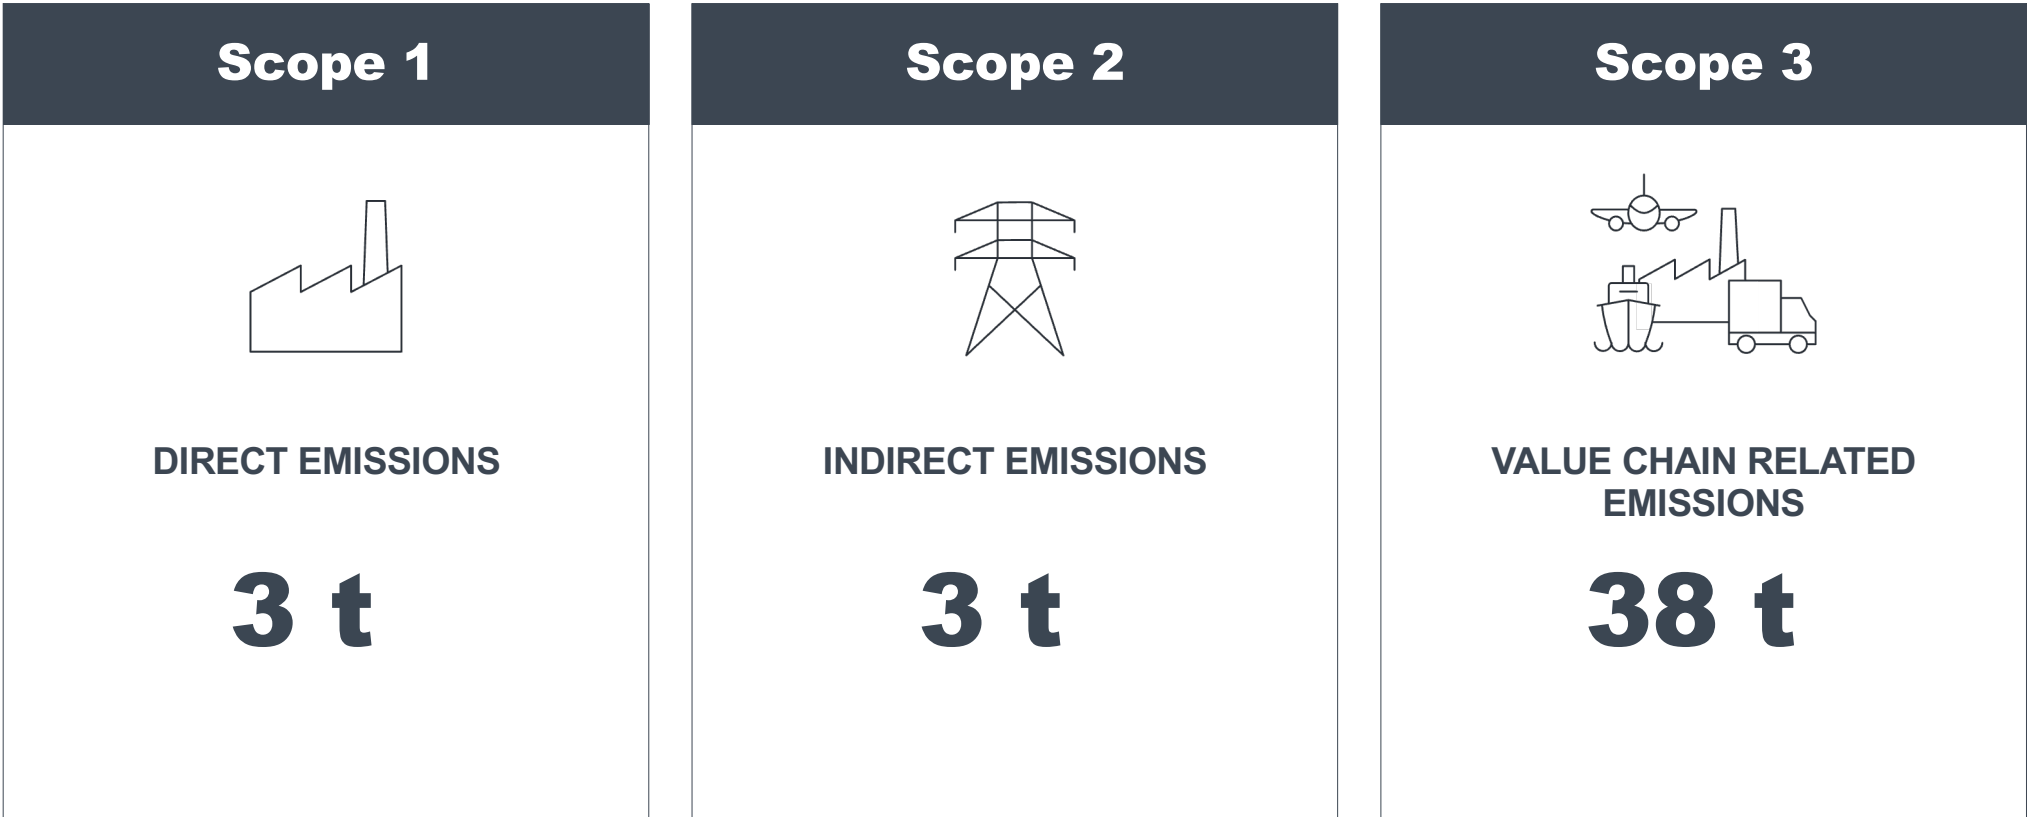 Scope 1
DIRECT EMISSIONS
3 t
Scope 2
INDIRECT EMISSIONS
3 t
Scope 3
VALUE CHAIN RELATED
EMISSIONS
38 t